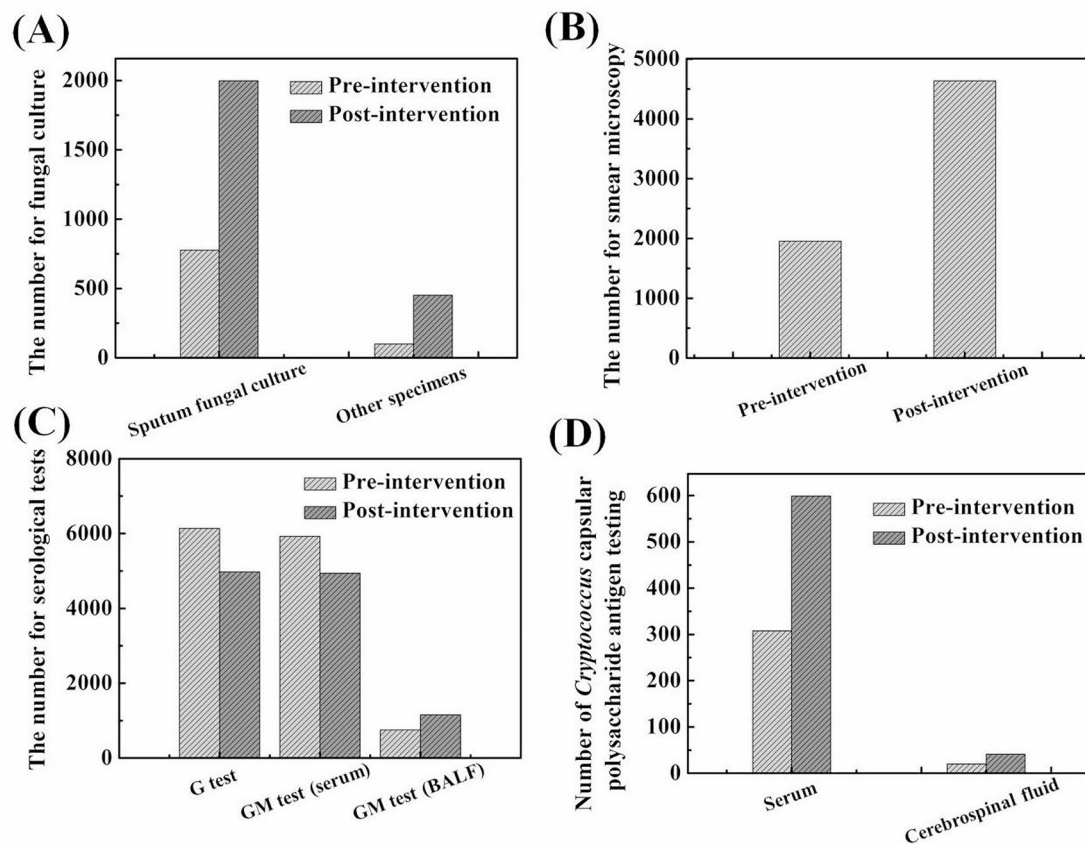 (A)
The number for fungal culture
2000
1500
1000
500
0
Pre-intervention
Post-intervention
Sputum fungal culture
Other specimens
(B)
The number for smear microscopy
5000
4000
3000
2000
1000
0
Pre-intervention
Post-intervention
(C)
The number for serological tests
8000
6000
4000
2000
0
Pre-intervention
Post-intervention
G test
GM test (serum)
GM test (BALF)
(D)
Number of Cryptococcus capsular
polysaccharide antigen testing
600
500
400
300
200
100
0
Pre-intervention
Post-intervention
Serum
Cerebrospinal fluid